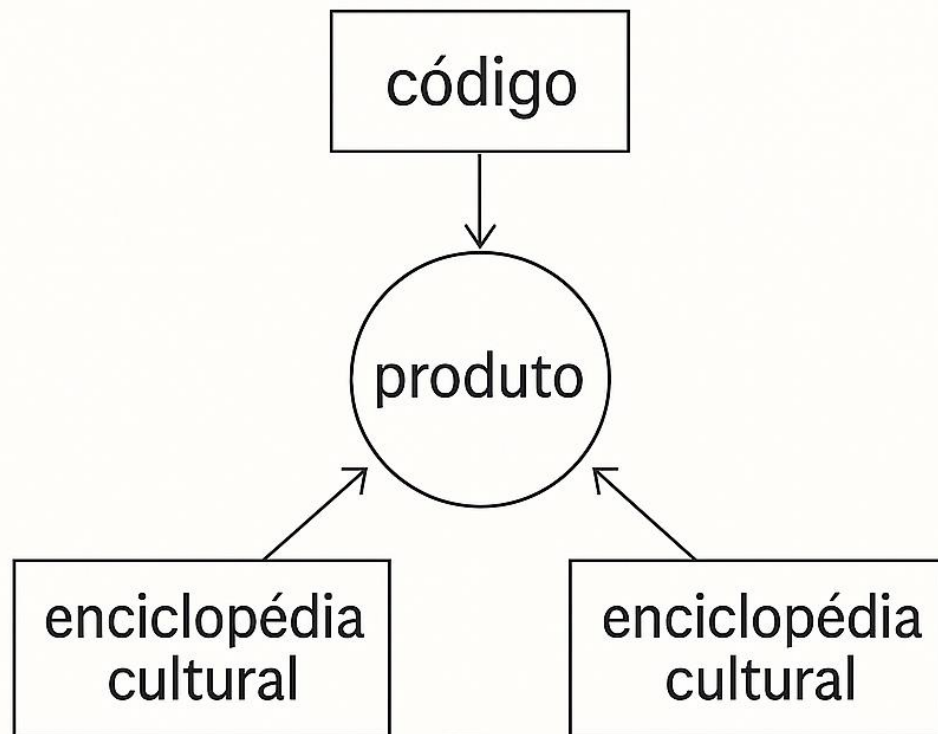 código
produto
enciclopédia
cultural
enciclopédia
cultural